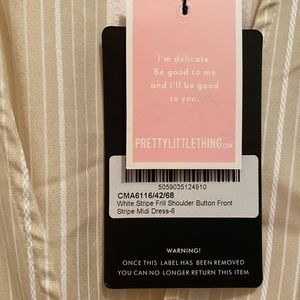 I'm delicate.
Be good to me
and I'll be good
to you.
PRETTYLITTLETHING.COM
5059035124910
CMA6116/42/68
White Stripe Frill Shoulder Button Front
Stripe Midi Dress-6
WARNING!
ONCE THIS LABEL HAS BEEN REMOVED
YOU CAN NO LONGER RETURN THIS ITEM